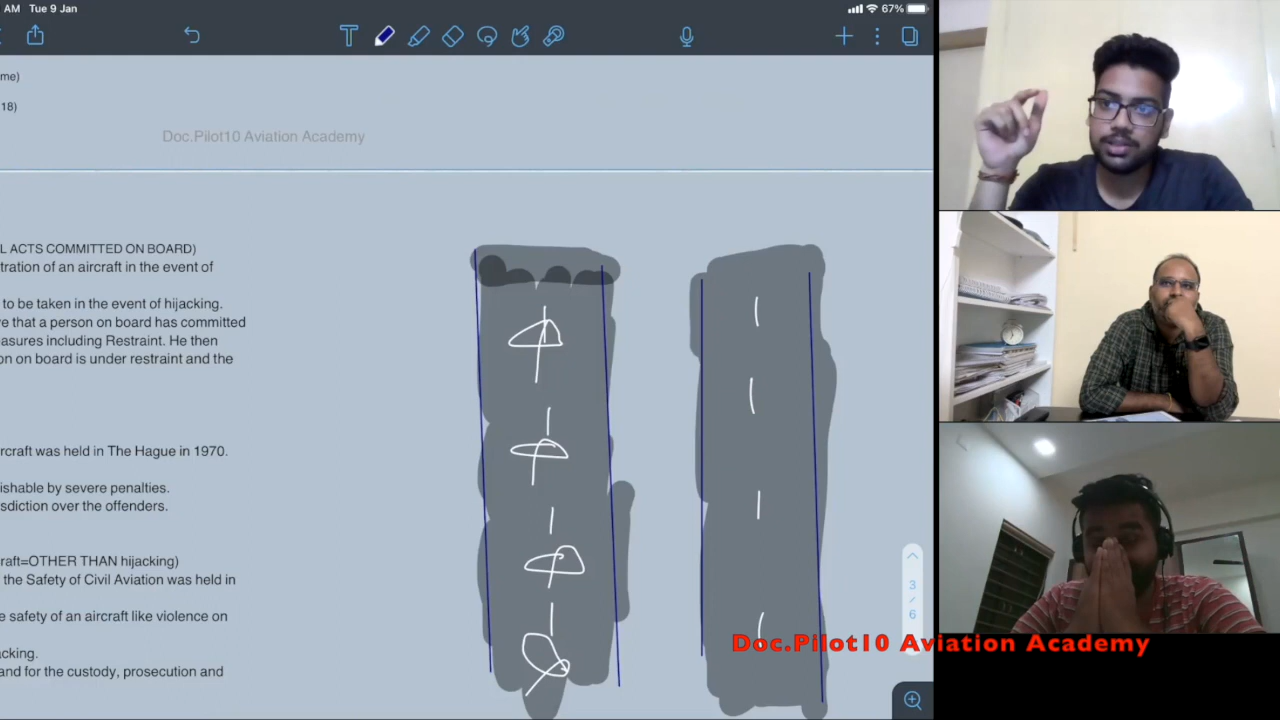 AM Tue 9 Jan
67%
T
me)
18)
Doc.Pilot10 Aviation Academy
L ACTS COMMITTED ON BOARD)
tration of an aircraft in the event of
to be taken in the event of hijacking.
ve that a person on board has committed
asures including Restraint. He then
on on board is under restraint and the
rcraft was held in The Hague in 1970.
ishable by severe penalties.
sdiction over the offenders.
raft=OTHER THAN hijacking)
the Safety of Civil Aviation was held in
e safety of an aircraft like violence on
acking.
and for the custody, prosecution and
3
/
6
Doc.Pilot10 Aviation Academy